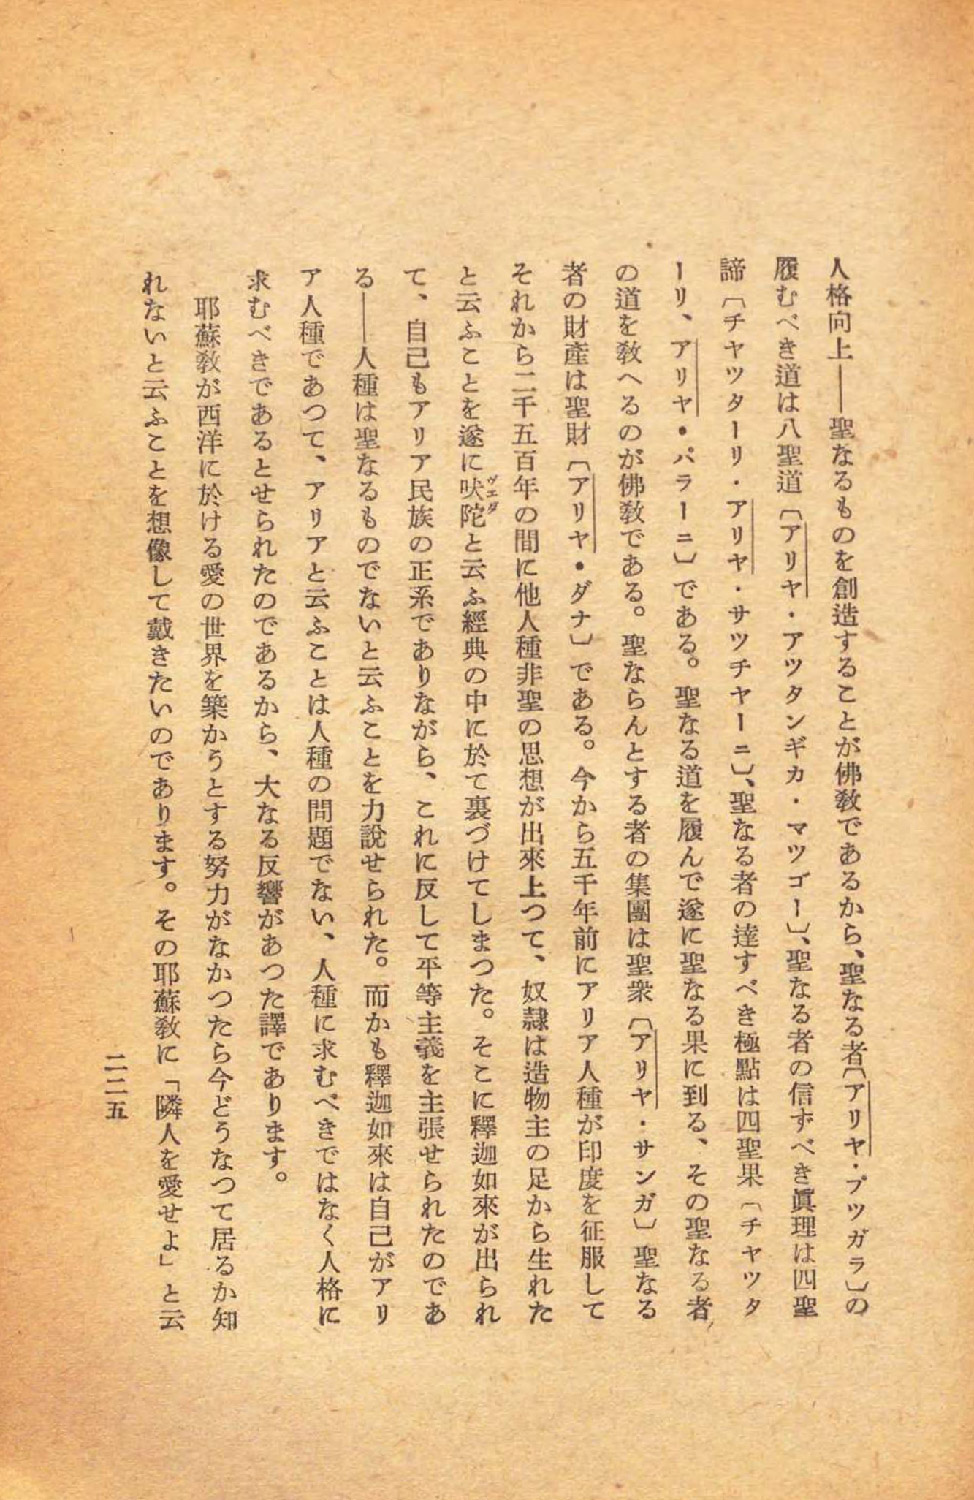 人格向上――聖なるものを創造することが佛教であるから、聖なる者〔アリヤ・プツガラ〕の
履むべき道は八聖道〔アリヤ・アツタンギカ・マツゴー〕、聖なる者の信ずべき眞理は四聖
諦〔チヤツターリ・アリヤ・サツチヤーニ〕、聖なる者の達すべき極點は四聖果〔チヤツタ
ーリ、アリヤ・パラーニ〕である。聖なる道を履んで遂に聖なる果に到る、その聖なる者
の道を敎へるのが佛敎である。聖ならんとする者の集團は聖衆〔アリヤ・サンガ〕聖なる
者の財產は聖財〔アリヤ・ダナ〕である。今から五千年前にアリア人種が印度を征服して
それから二千五百年の間に他人種非聖の思想が出來上つて、奴隷は造物主の足から生れた
と云ふことを遂に吠陀ヴエダと云ふ經典の中に於て裏づけてしまつた。そこに釋迦如來が出られ
て、自己もアリア民族の正系でありながら、これに反して平等主義を主張せられたのであ
る――人種は聖なるものでないと云ふことを力說せられた。而かも釋迦如來は自己がアリ
ア人種であつて、アリアと云ふことは人種の問題でない、人種に求むべきではなく人格に
求むべきであるとせられたのであるから、大なる反響があつた譯であります。
耶蘇敎が西洋に於ける愛の世界を築かうとする努力がなかつたら今どうなつて居るか知
れないと云ふことを想像して戴きたいのであります。その耶蘇敎に「隣人を愛せよ」と云
二二五